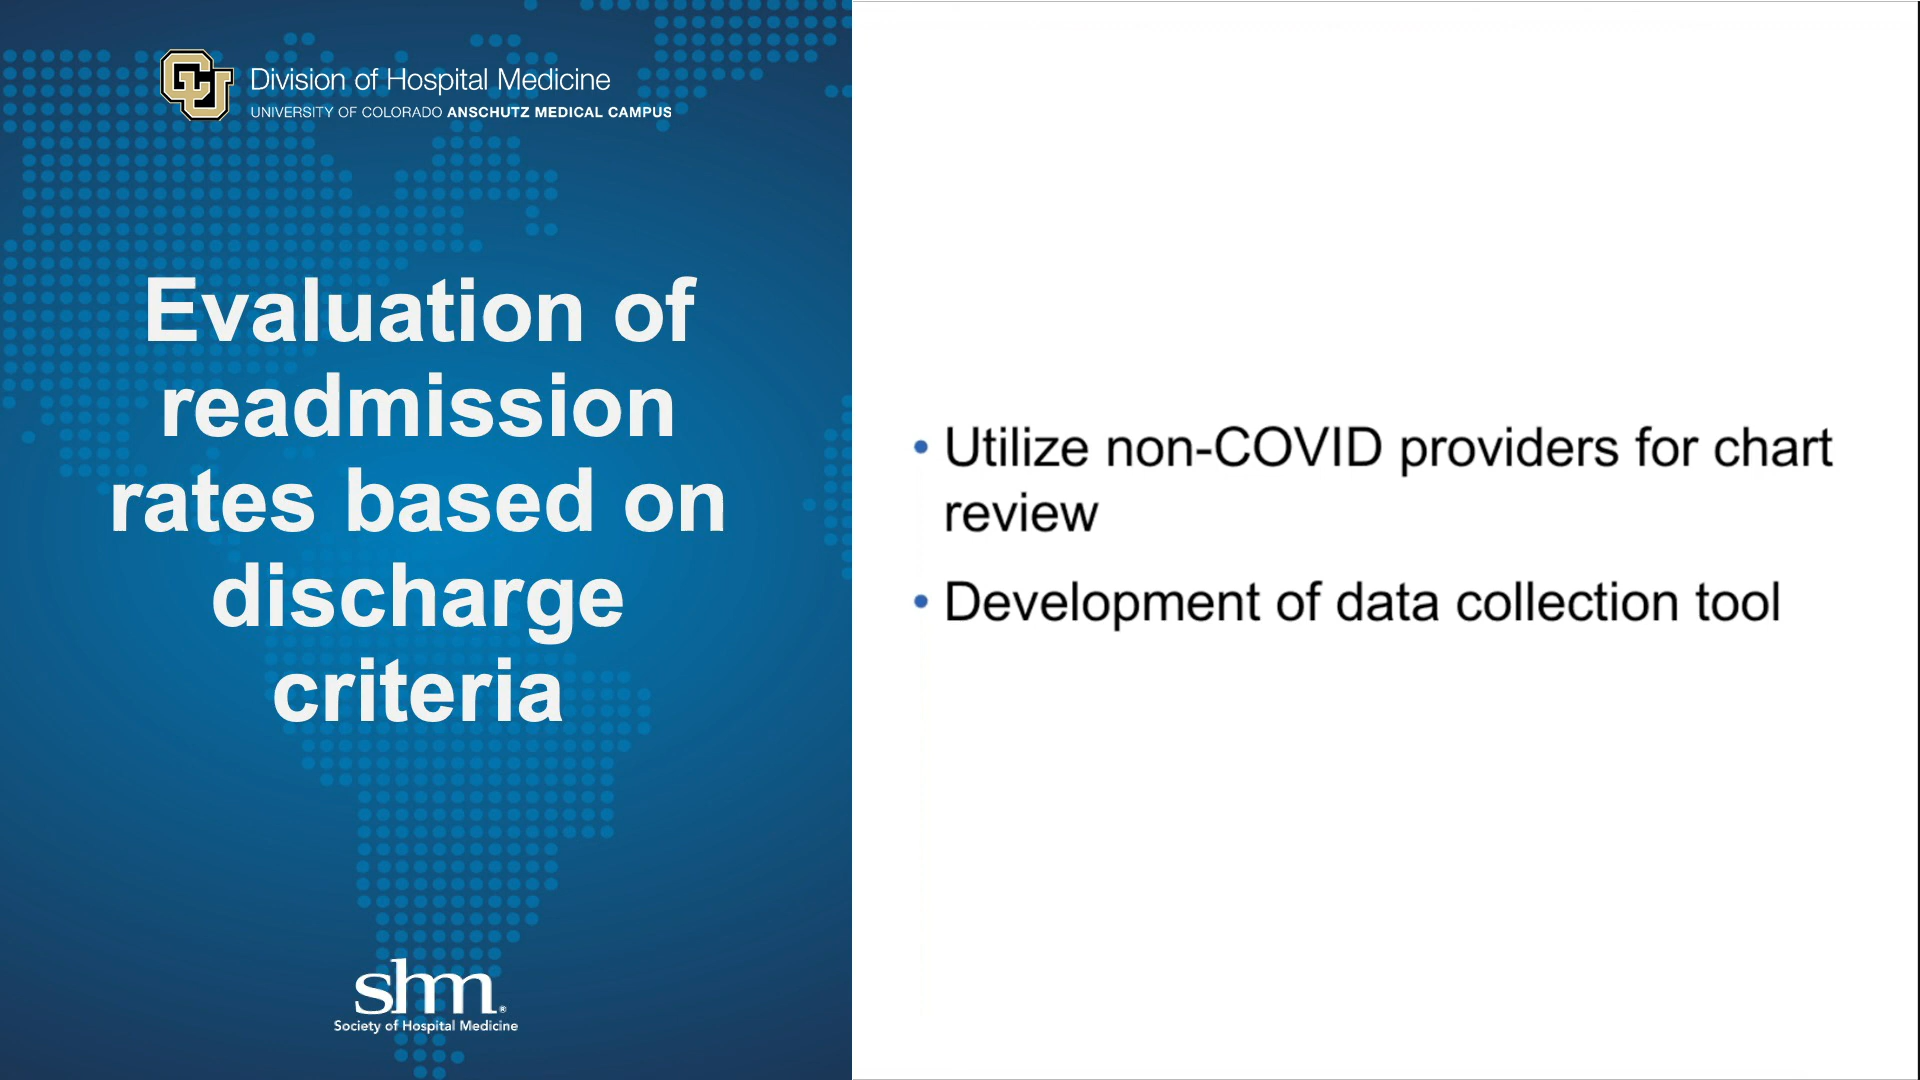 CU
Division of Hospital Medicine
UNIVERSITY OF COLORADO ANSCHUTZ MEDICAL CAMPUS
Evaluation of
readmission
rates based on
discharge
criteria
shm®
Society of Hospital Medicine
• Utilize non-COVID providers for chart
review
• Development of data collection tool